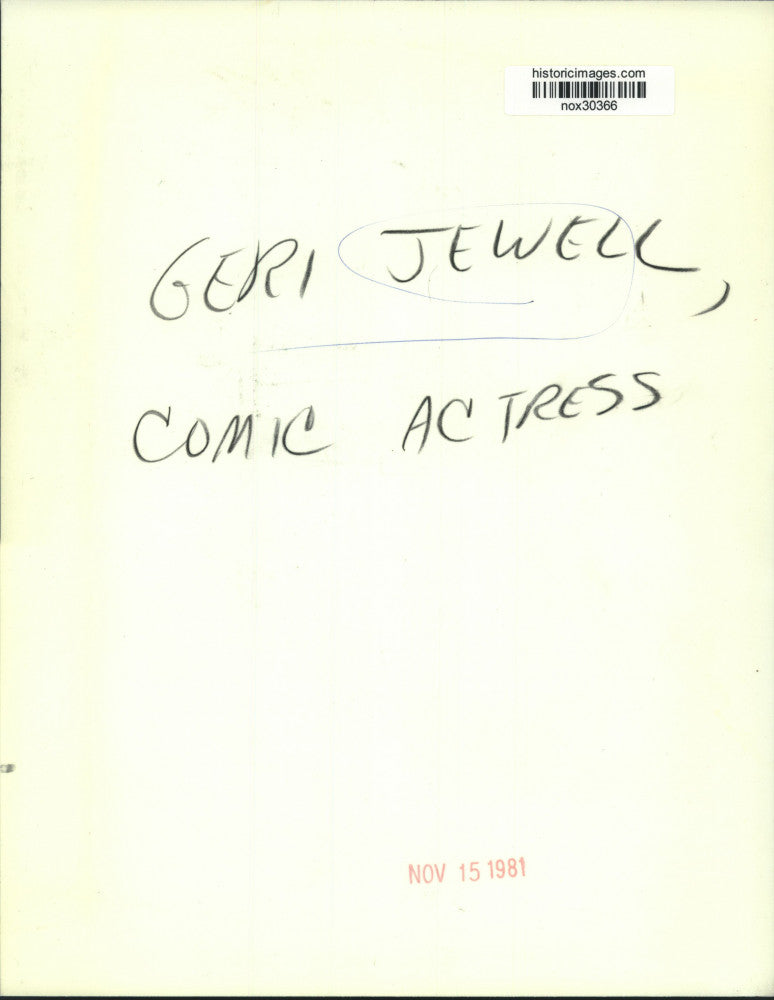 historicimages.com
nox30366
GERI JEWELL,
COMIC ACTRESS
NOV 15 1981